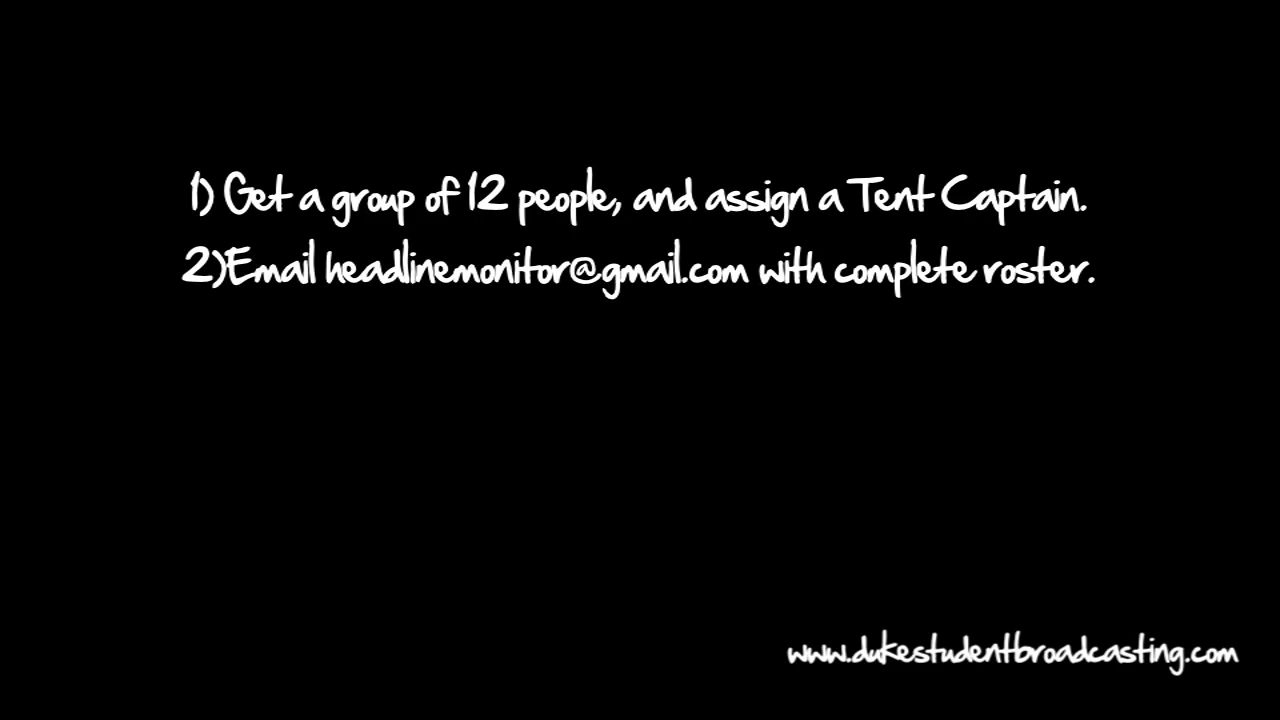 1) Get a group of 12 people, and assign a Tent Captain.
2)Email headlinemonitor@gmail.com with complete roster.
www.dukestudentbroadcasting.com